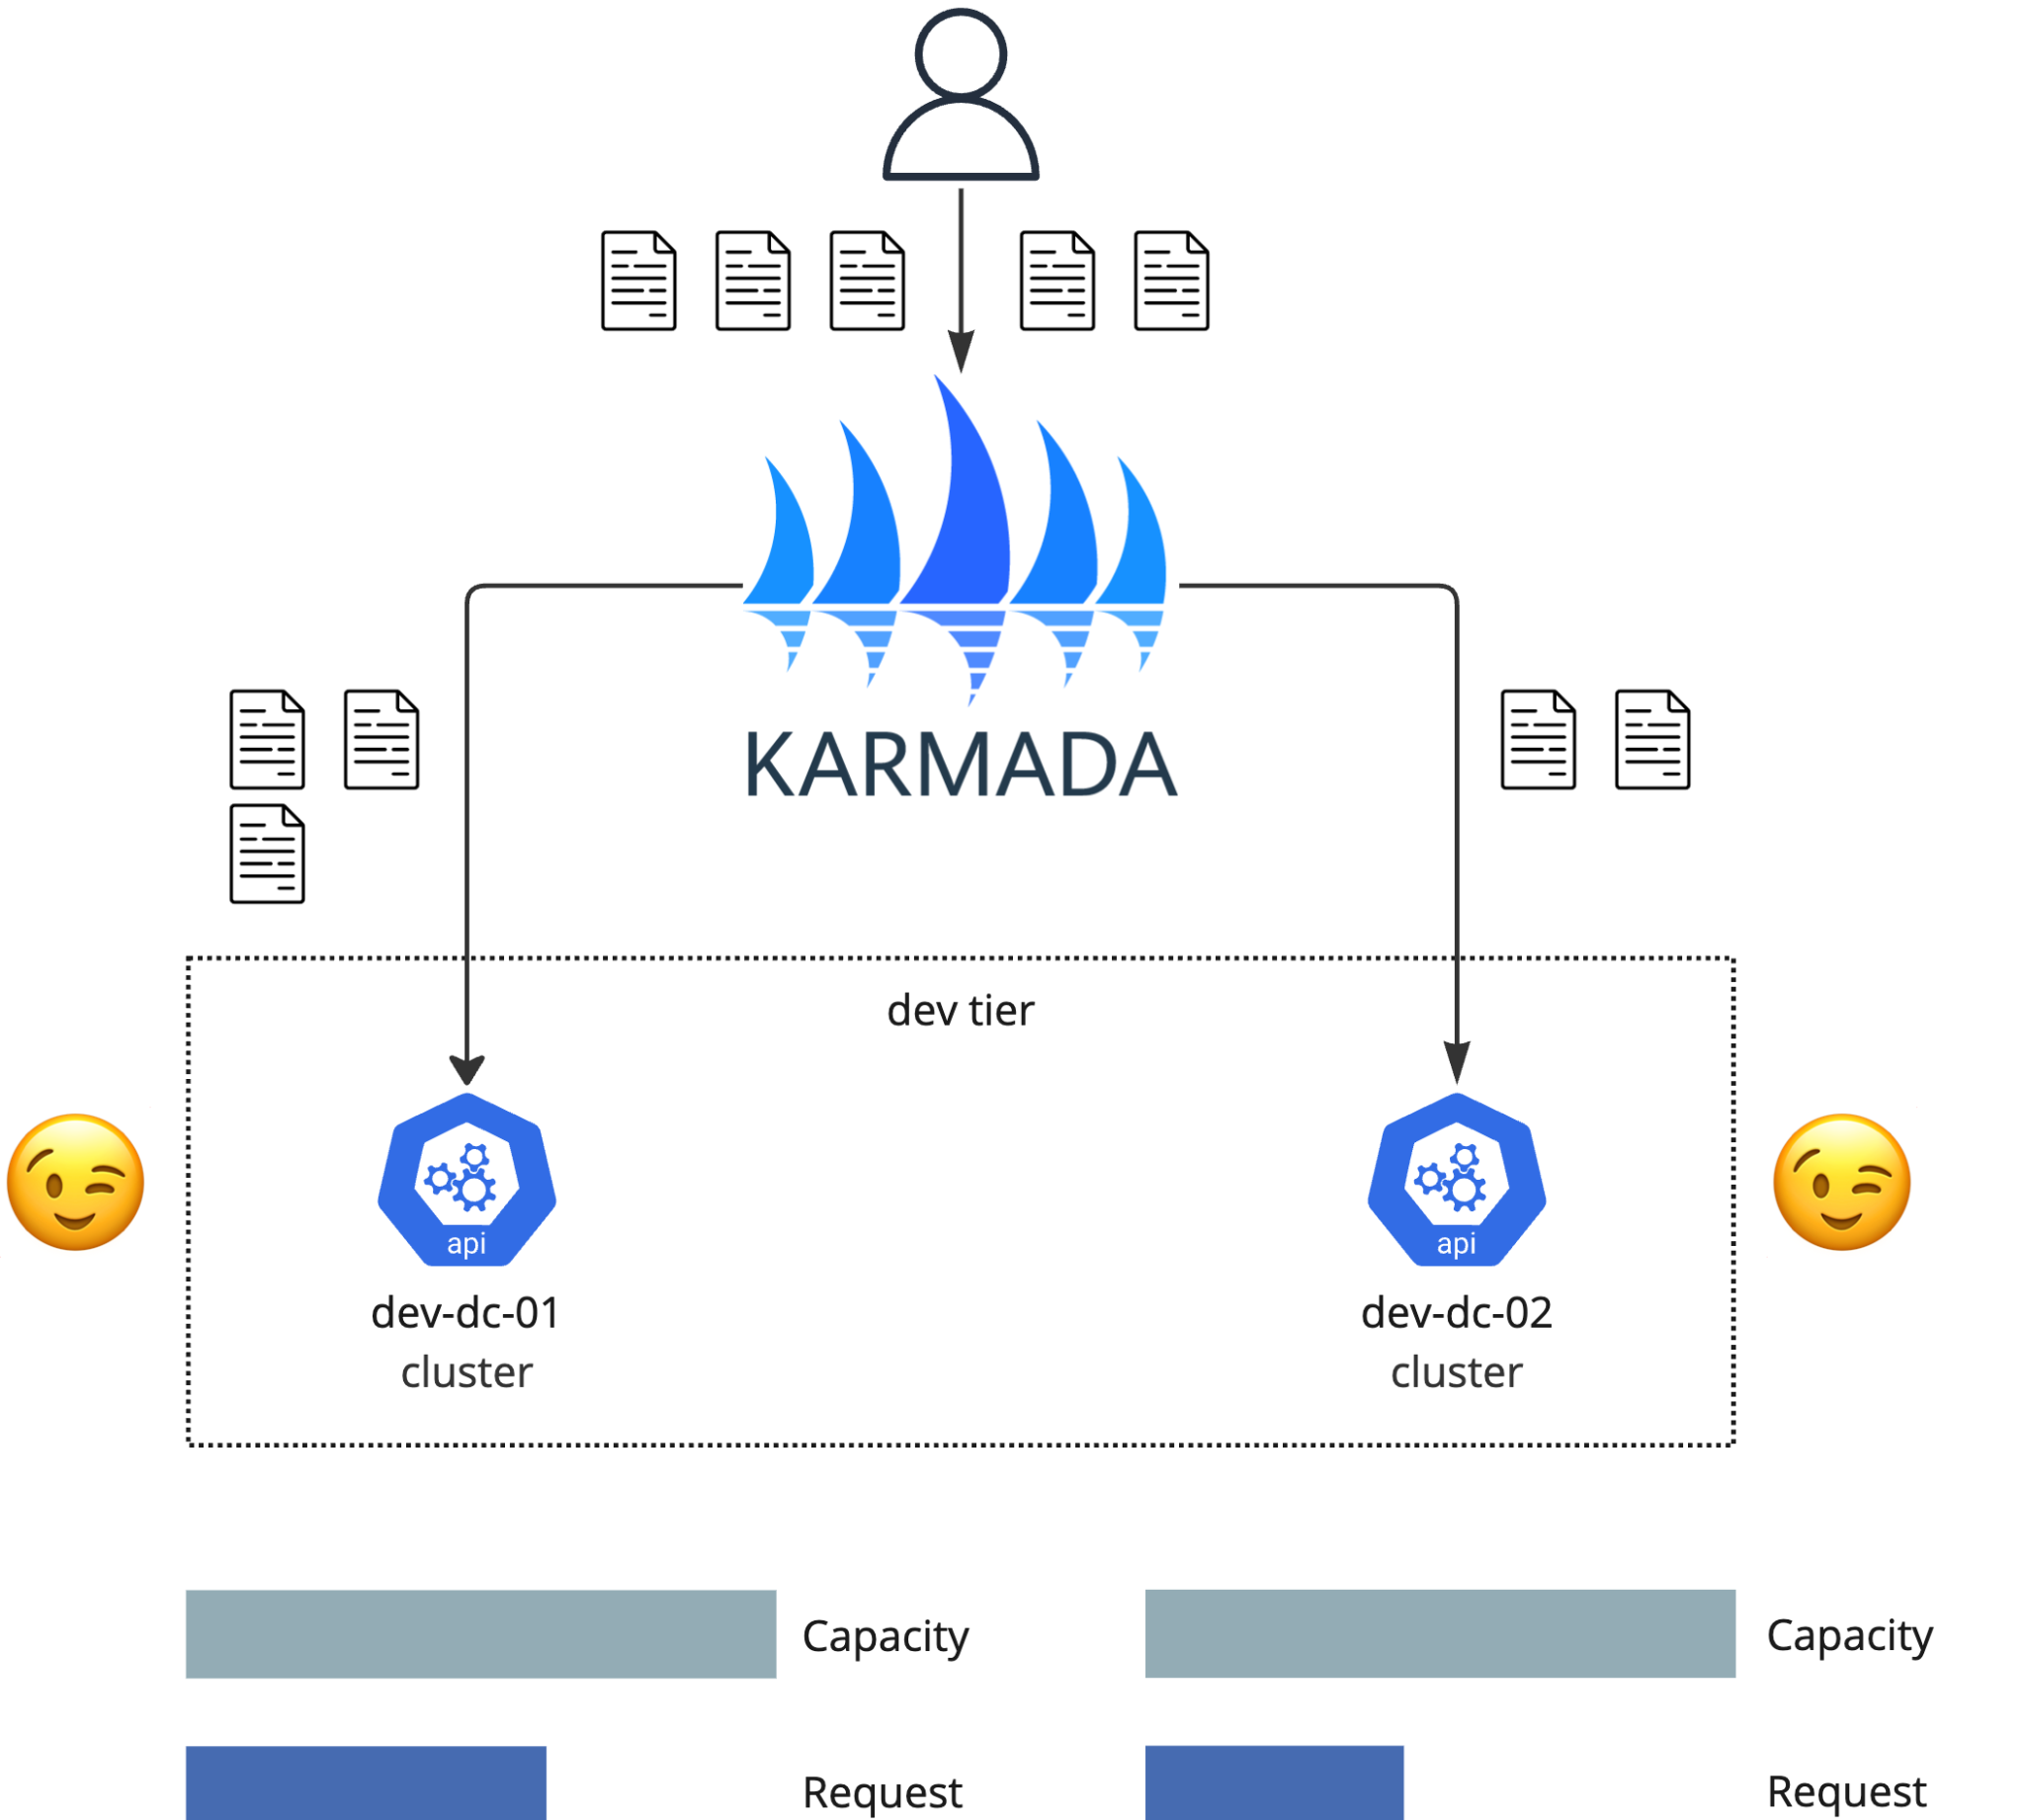 KARMADA
dev tier
api
api
dev-dc-01
cluster
dev-dc-02
cluster
Capacity
Capacity
Request
Request